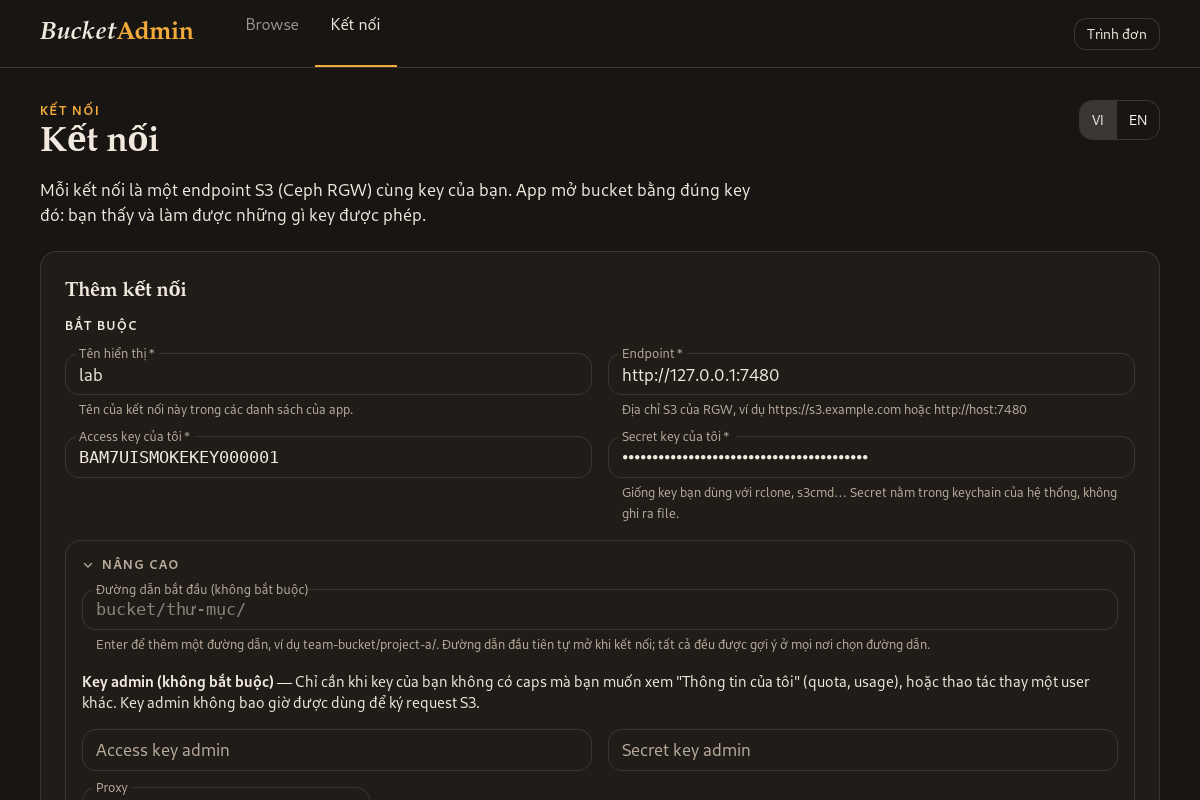 BucketAdmin
Browse
Kết nối
Trình đơn
KẾT NỐI
Kết nối
VI
EN
Mỗi kết nối là một endpoint S3 (Ceph RGW) cùng key của bạn. App mở bucket bằng đúng key
đó: bạn thấy và làm được những gì key được phép.
Thêm kết nối
BẮT BUỘC
Tên hiển thị *
lab
Tên của kết nối này trong các danh sách của app.
Endpoint *
http://127.0.0.1:7480
Địa chỉ S3 của RGW, ví dụ https://s3.example.com hoặc http://host:7480
Access key của tôi *
BAM7UISMOKEKEY000001
Secret key của tôi *
•••••••••••••••••••••••••••••••••••••••••
Giống key bạn dùng với rclone, s3cmd… Secret nằm trong keychain của hệ thống, không
ghi ra file.
NÂNG CAO
Đường dẫn bắt đầu (không bắt buộc)
bucket/thư-mục/
Enter để thêm một đường dẫn, ví dụ team-bucket/project-a/. Đường dẫn đầu tiên tự mở khi kết nối; tất cả đều được gợi ý ở mọi nơi chọn đường dẫn.
Key admin (không bắt buộc) — Chỉ cần khi key của bạn không có caps mà bạn muốn xem "Thông tin của tôi" (quota, usage), hoặc thao tác thay một user
khác. Key admin không bao giờ được dùng để ký request S3.
Access key admin
Secret key admin
Proxy